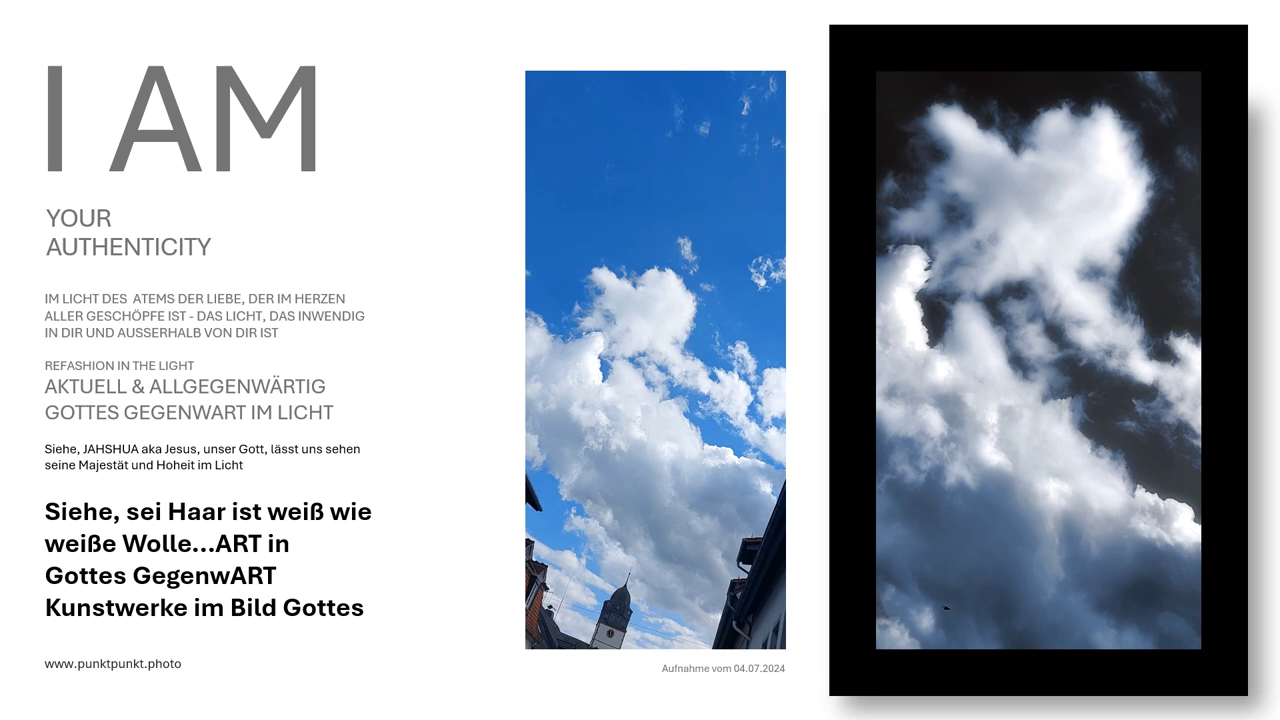 I AM
YOUR
AUTHENTICITY
IM LICHT DES  ATEMS DER LIEBE, DER IM HERZEN
ALLER GESCHÖPFE IST - DAS LICHT, DAS INWENDIG
IN DIR UND AUSSERHALB VON DIR IST
REFASHION IN THE LIGHT
AKTUELL & ALLGEGENWÄRTIG
GOTTES GEGENWART IM LICHT
Siehe, JAHSHUA aka Jesus, unser Gott, lässt uns sehen
seine Majestät und Hoheit im Licht
Siehe, sei Haar ist weiß wie
weiße Wolle...ART in
Gottes GegenwART
Kunstwerke im Bild Gottes
www.punktpunkt.photo
Aufnahme vom 04.07.2024